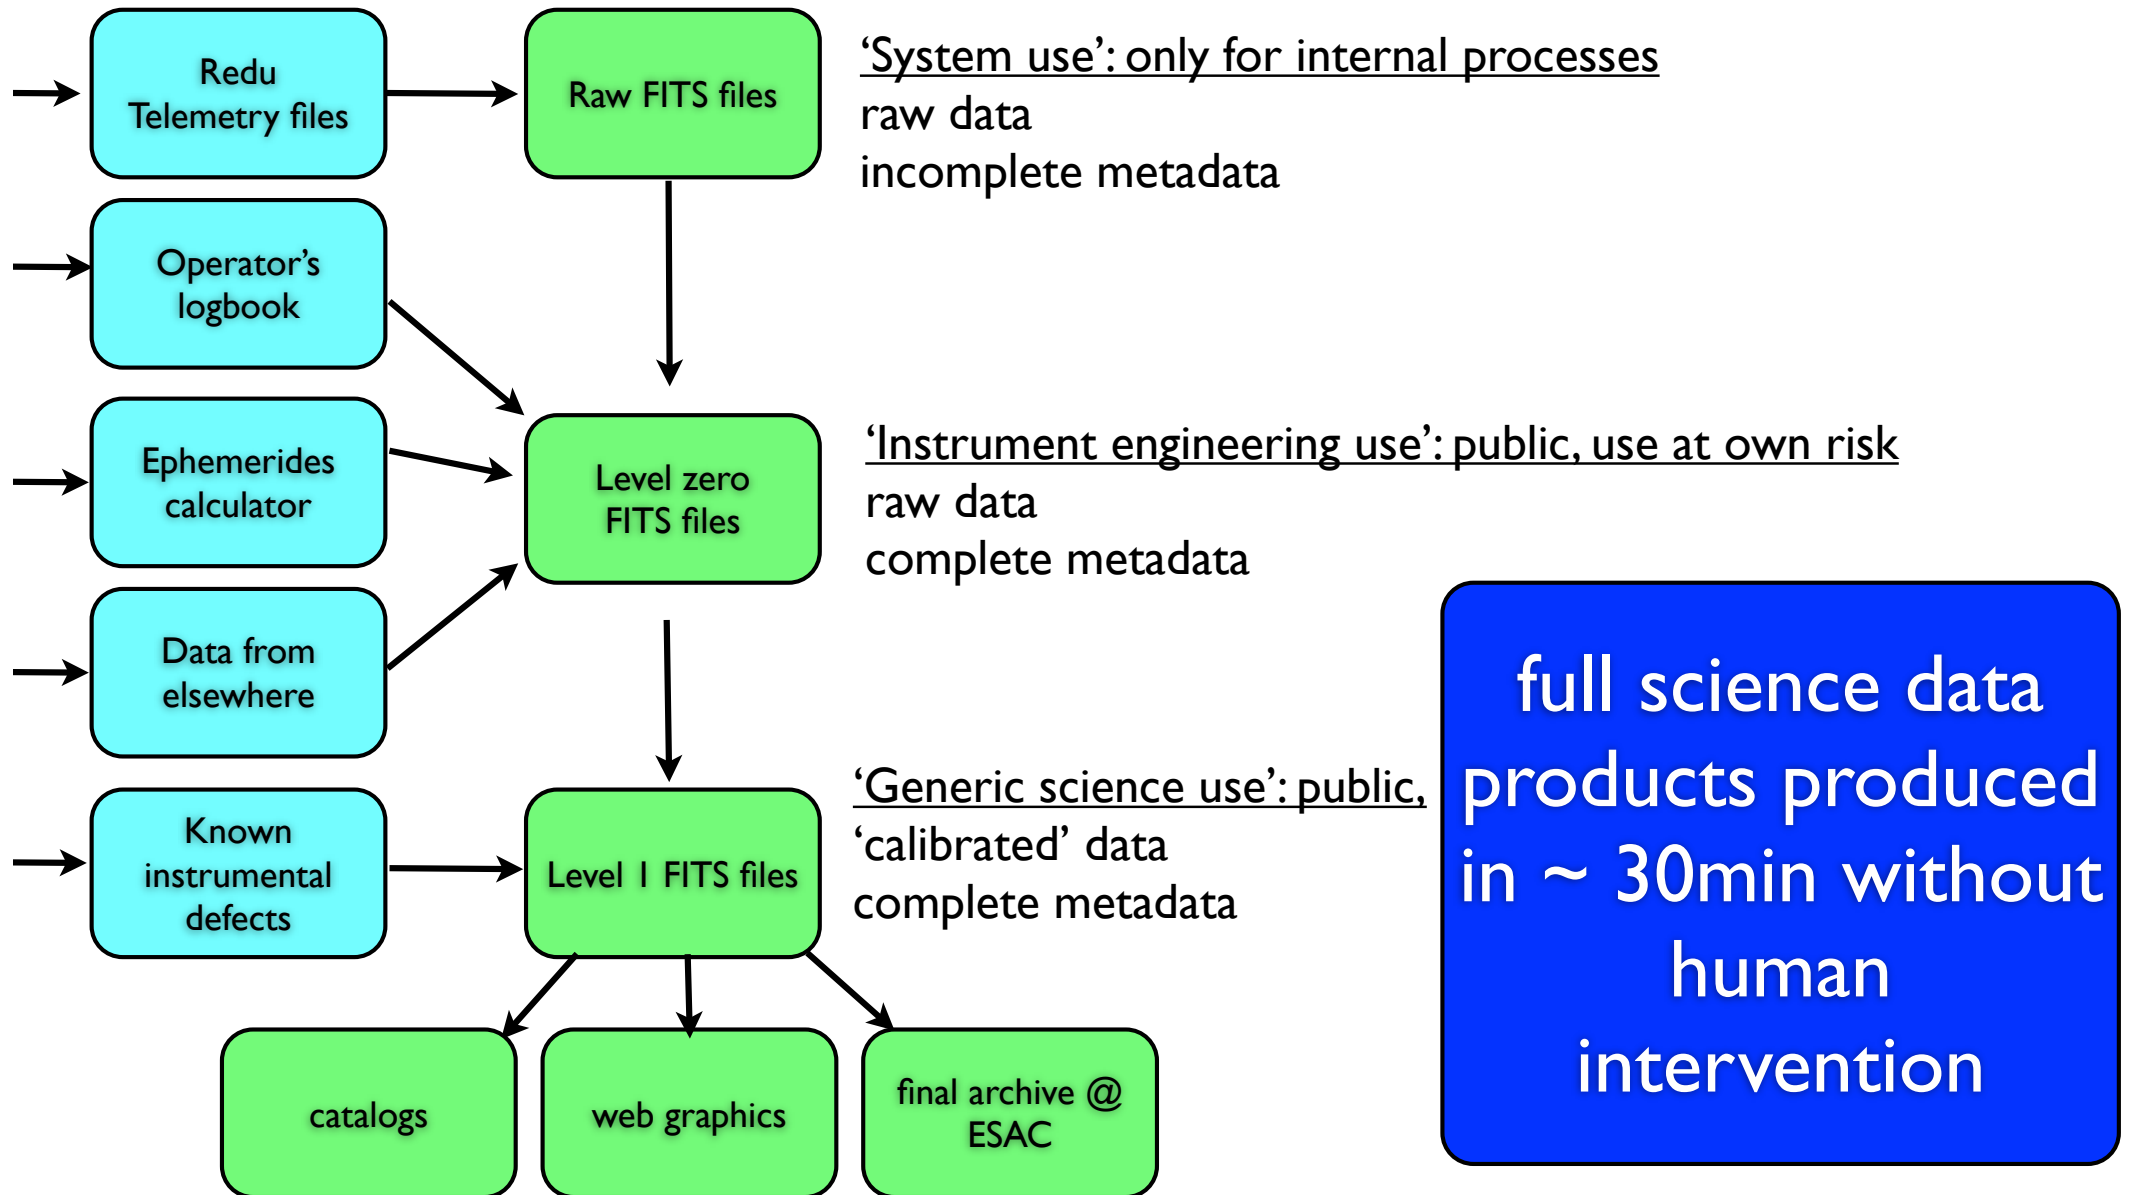 Redu
Telemetry files
Raw FITS files
‘System use’: only for internal processes
raw data
incomplete metadata
Operator’s
logbook
Ephemerides
calculator
Level zero
FITS files
‘Instrument engineering use’: public, use at own risk
raw data
complete metadata
Data from
elsewhere
Known
instrumental
defects
Level 1 FITS files
‘Generic science use’: public,
‘calibrated’ data
complete metadata
full science data
products produced
in ~ 30min without
human
intervention
catalogs
web graphics
final archive @
ESAC